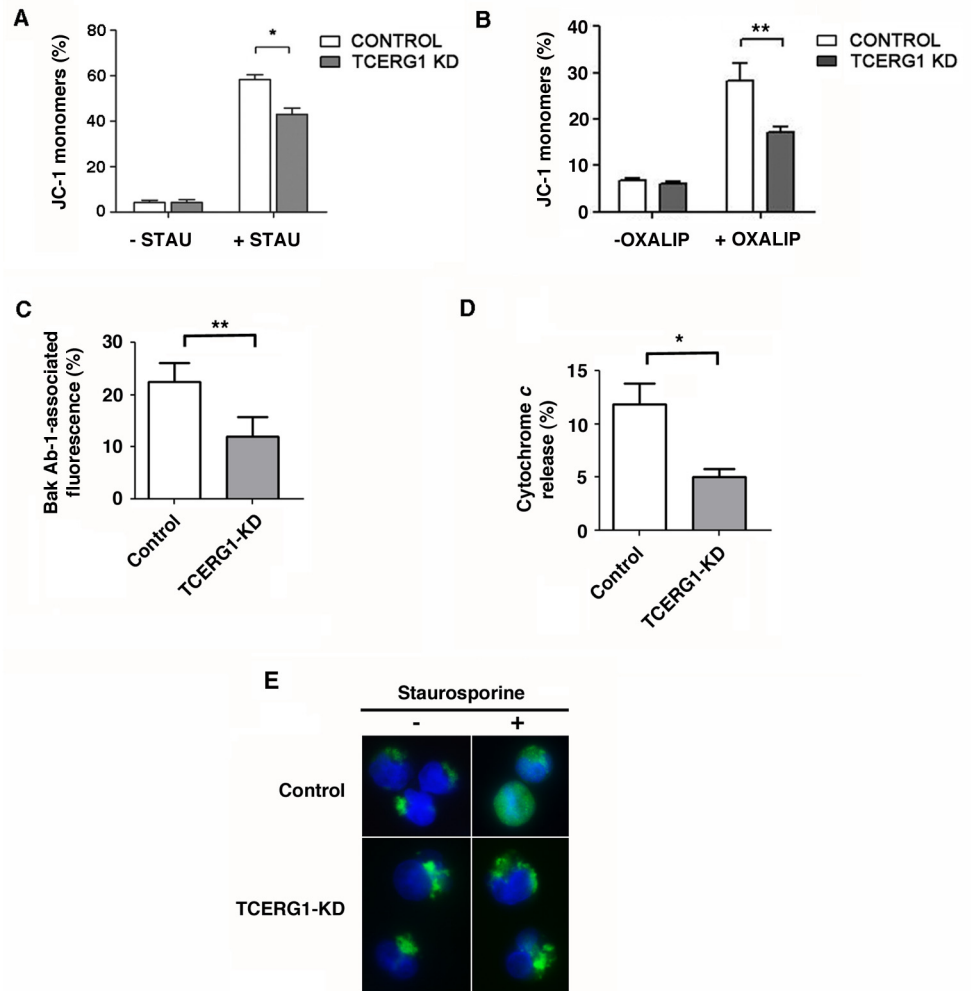 A
JC-1 monomers (%)
80
60
40
20
0
*
CONTROL
TCERG1 KD
- STAU
+ STAU
B
JC-1 monomers (%)
40
30
20
10
0
**
CONTROL
TCERG1 KD
-OXALIP
+ OXALIP
C
Bak Ab-1-associated
fluorescence (%)
30
20
10
0
**
Control
TCERG1-KD
D
Cytochrome c
release (%)
15
10
5
0
*
Control
TCERG1-KD
E
Staurosporine
- +
Control
TCERG1-KD